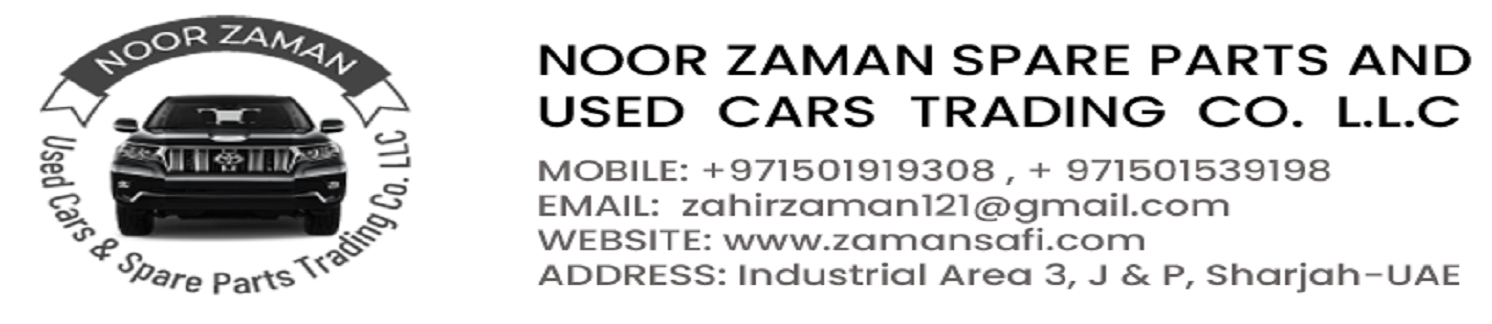 NOOR ZAMAN
Used Cars & Spare Parts Trading Co. LLC
NOOR ZAMAN SPARE PARTS AND
USED CARS TRADING CO. L.L.C
MOBILE: +971501919308 , + 971501539198
EMAIL: zahirzaman121@gmail.com
WEBSITE: www.zamansafi.com
ADDRESS: Industrial Area 3, J & P, Sharjah-UAE